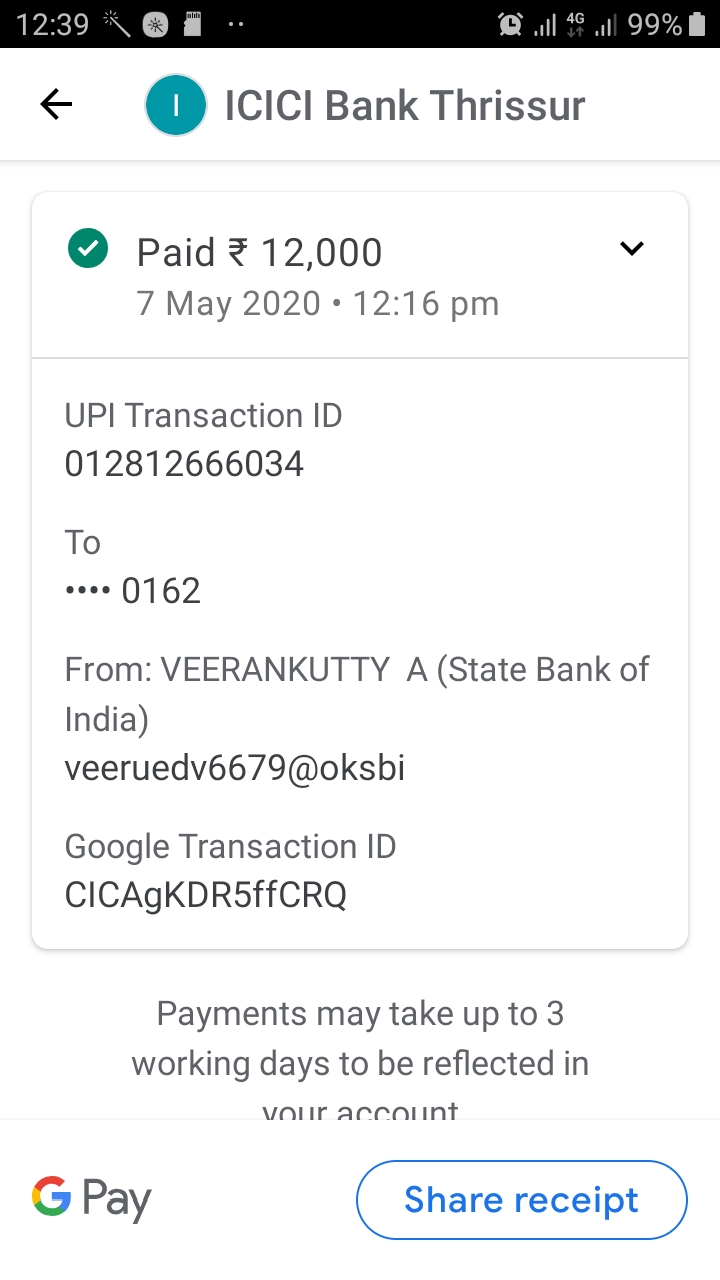 12:39 4G 99%
I ICICI Bank Thrissur
Paid ₹ 12,000
7 May 2020 • 12:16 pm
UPI Transaction ID
012812666034
To
•••• 0162
From: VEERANKUTTY  A (State Bank of
India)
veeruedv6679@oksbi
Google Transaction ID
CICAgKDR5ffCRQ
Payments may take up to 3
working days to be reflected in
your account
G Pay
Share receipt